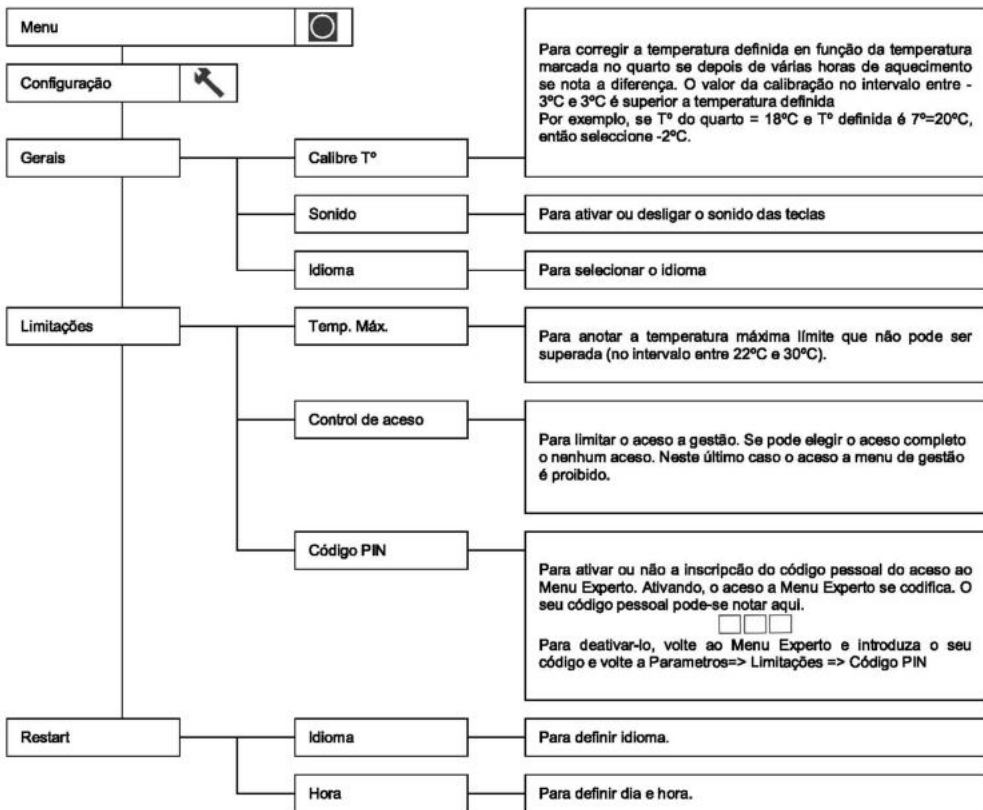 Menu
Configuração
Gerais
Calibre Tº
Para corregir a temperatura definida en função da temperatura
marcada no quarto se depois de várias horas de aquecimento
se nota a diferença. O valor da calibração no intervalo entre -
3ºC e 3ºC é superior a temperatura definida
Por exemplo, se Tº do quarto = 18ºC e Tº definida é 7º=20ºC,
então seleccione -2ºC.
Sonido
Para ativar ou desligar o sonido das teclas
Idioma
Para selecionar o idioma
Limitações
Temp. Máx.
Para anotar a temperatura máxima límite que não pode ser
superada (no intervalo entre 22ºC e 30ºC).
Control de aceso
Para limitar o aceso a gestão. Se pode elegir o aceso completo
o nenhum aceso. Neste último caso o aceso a menu de gestão
é proibido.
Código PIN
Para ativar ou não a inscripcão do código pessoal do aceso ao
Menu Experto. Ativando, o aceso a Menu Experto se codifica. O
seu código pessoal pode-se notar aqui.
Para deativar-lo, volte ao Menu Experto e introduza o seu
código e volte a Parametros=> Limitações => Código PIN
Restart
Idioma
Para definir idioma.
Hora
Para definir dia e hora.